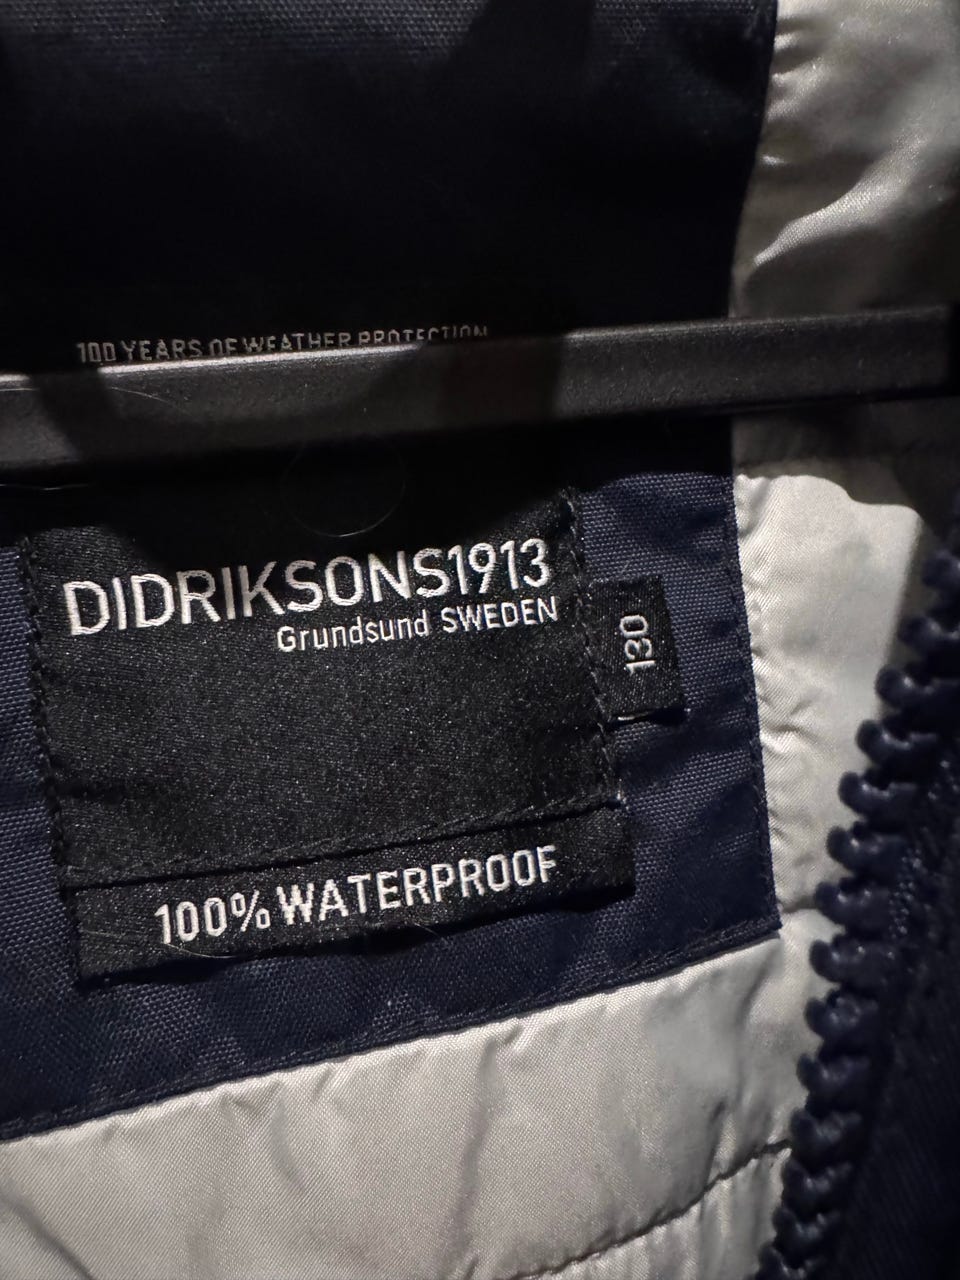 100 YEARS OF WEATHER PROTECTION
DIDRIKSONS1913
Grundsund SWEDEN
130
100% WATERPROOF